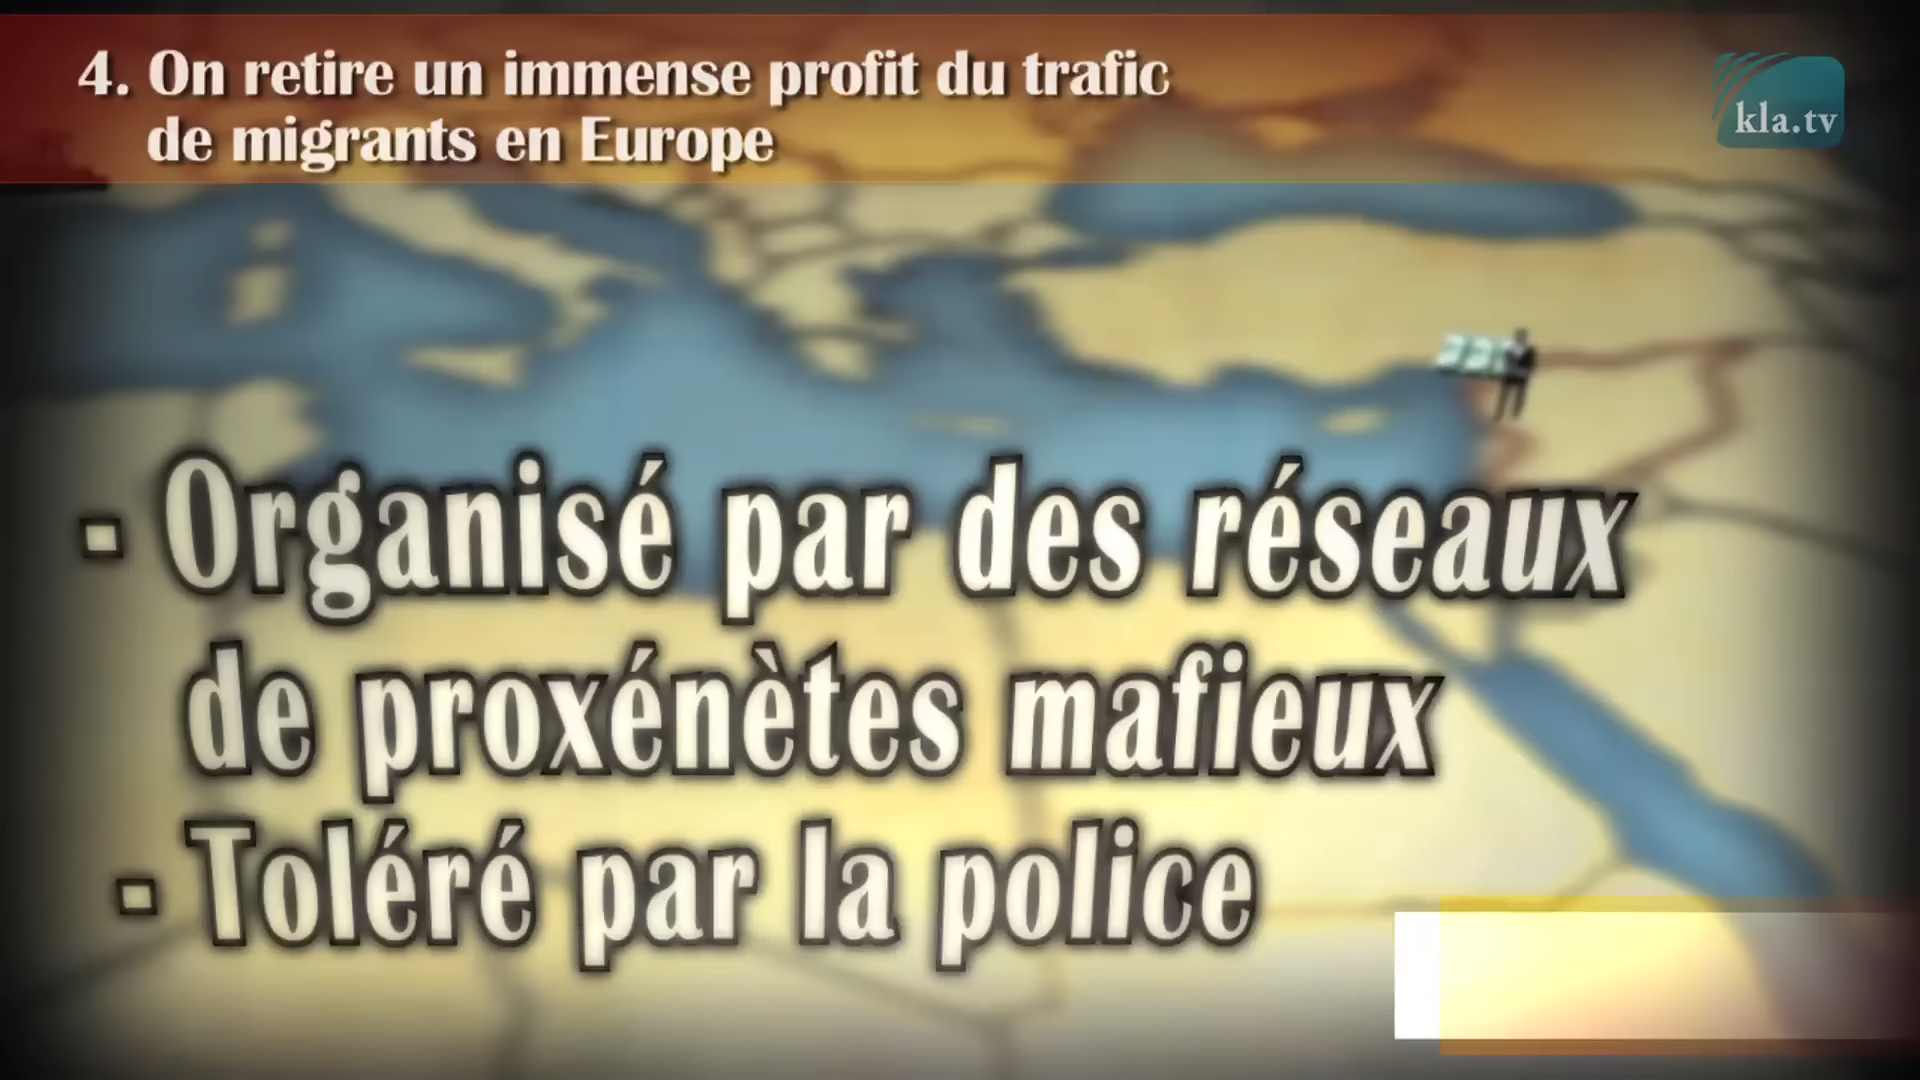 4. On retire un immense profit du trafic
de migrants en Europe
kla.tv
- Organisé par des réseaux
de proxénètes mafieux
- Toléré par la police